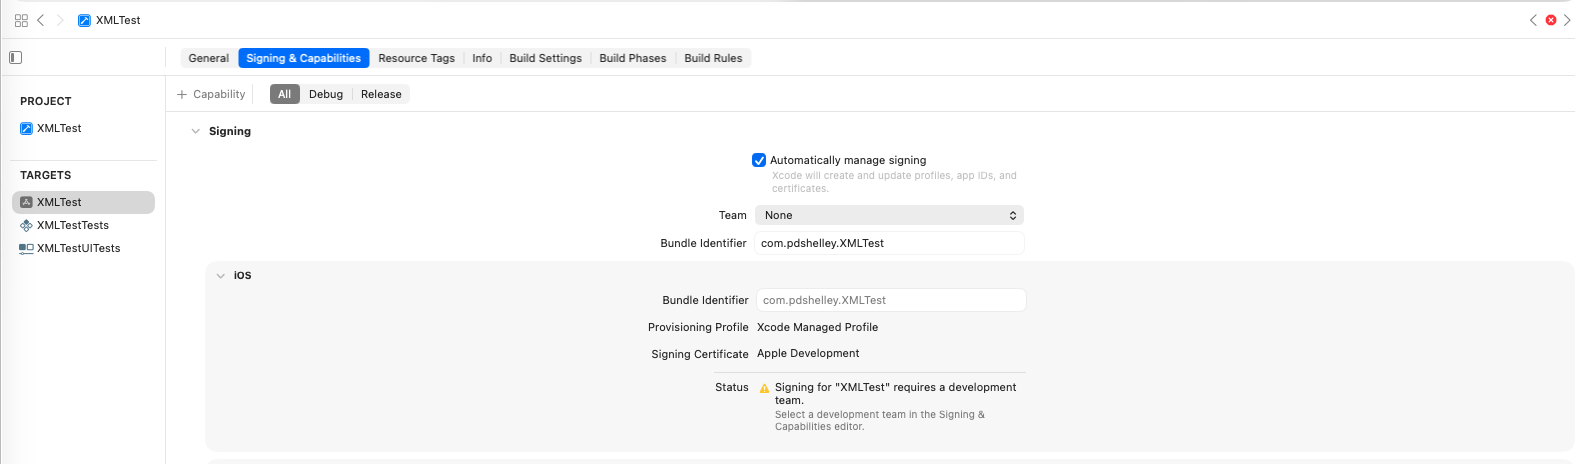 XMLTest
General Signing & Capabilities Resource Tags Info Build Settings Build Phases Build Rules
+ Capability All Debug Release
PROJECT
XMLTest
TARGETS
XMLTest
XMLTestTests
XMLTestUITests
Signing
Automatically manage signing
Xcode will create and update profiles, app IDs, and
certificates.
Team None
Bundle Identifier com.pdshelley.XMLTest
iOS
Bundle Identifier com.pdshelley.XMLTest
Provisioning Profile Xcode Managed Profile
Signing Certificate Apple Development
Status Signing for "XMLTest" requires a development
team.
Select a development team in the Signing &
Capabilities editor.